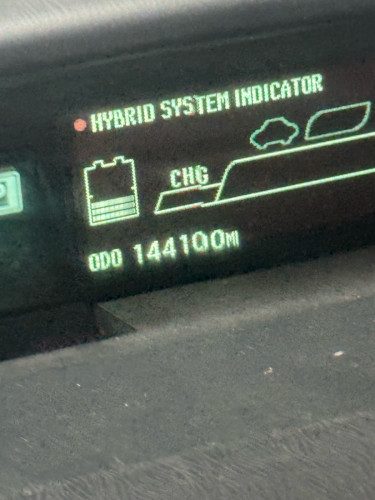 HYBRID SYSTEM INDICATOR
CHG
ODO 144100MI